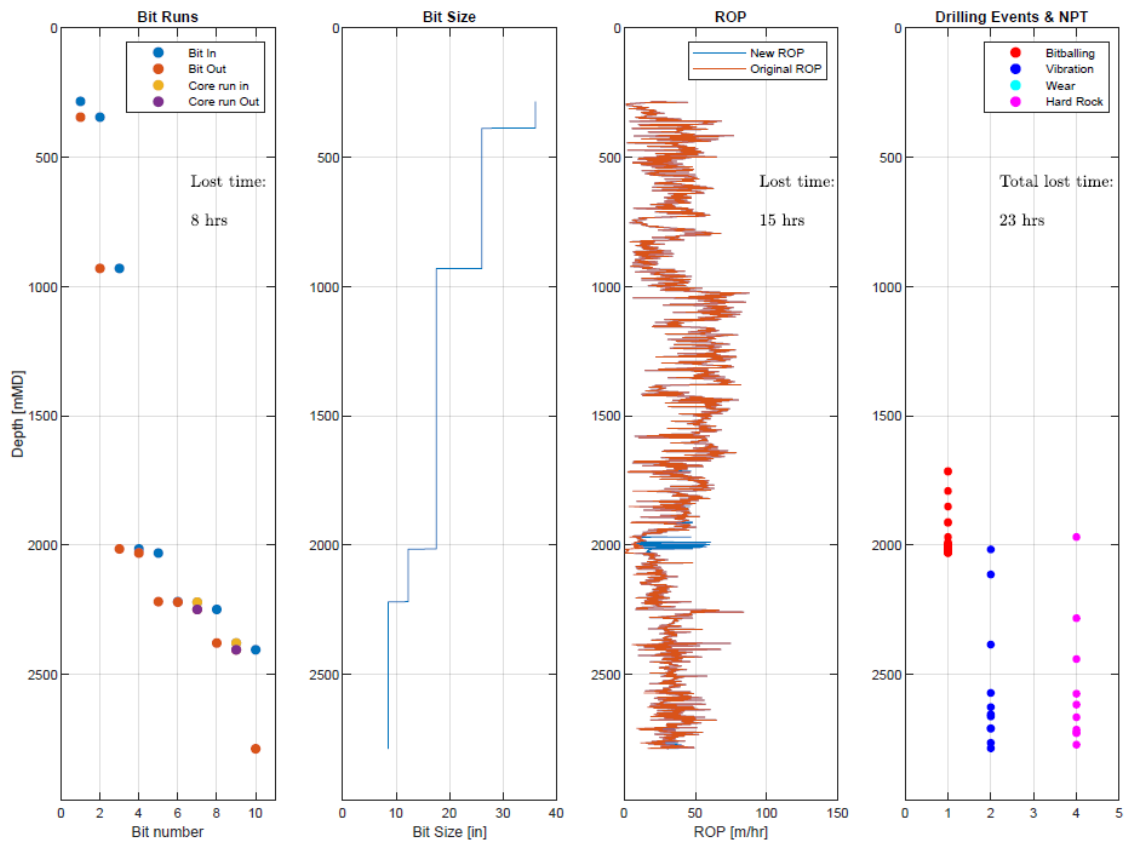 Bit Runs
0
500
1000
1500
2000
2500
Depth [mMD]
Bit In
Bit Out
Core run in
Core run Out
Lost time:
8 hrs
0 2 4 6 8 10
Bit number
Bit Size
0
500
1000
1500
2000
2500
0 10 20 30 40
Bit Size [in]
ROP
0
500
1000
1500
2000
2500
New ROP
Original ROP
Lost time:
15 hrs
0 50 100 150
ROP [m/hr]
Drilling Events & NPT
0
500
1000
1500
2000
2500
Bitballing
Vibration
Wear
Hard Rock
Total lost time:
23 hrs
0 1 2 3 4 5